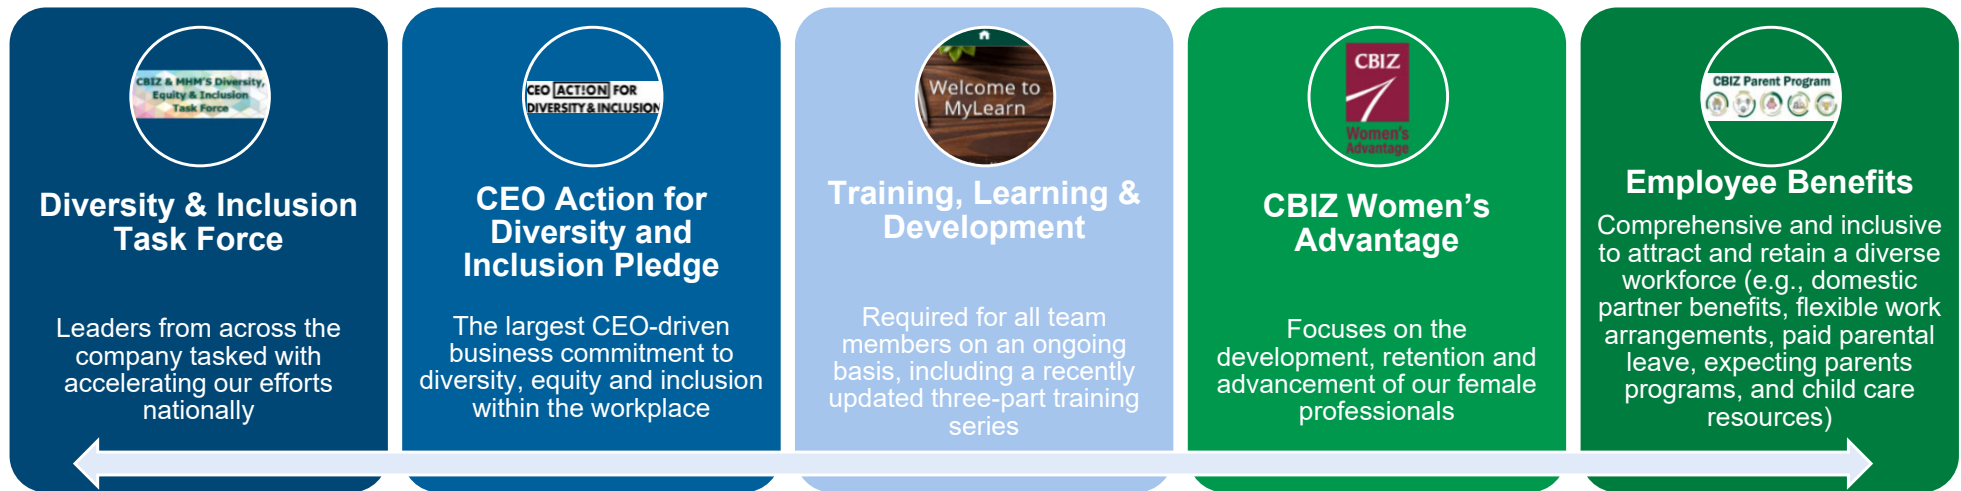 CBIZ & MHM'S Diversity,
Equity & Inclusion
Task Force
Diversity & Inclusion
Task Force
Leaders from across the
company tasked with
accelerating our efforts
nationally
CEO ACT!ON FOR
DIVERSITY & INCLUSION
CEO Action for
Diversity and
Inclusion Pledge
The largest CEO-driven
business commitment to
diversity, equity and inclusion
within the workplace
Welcome to
MyLearn
Training, Learning &
Development
Required for all team
members on an ongoing
basis, including a recently
updated three-part training
series
CBIZ
Women's
Advantage
CBIZ Women’s
Advantage
Focuses on the
development, retention and
advancement of our female
professionals
CBIZ Parent Program
Employee Benefits
Comprehensive and inclusive
to attract and retain a diverse
workforce (e.g., domestic
partner benefits, flexible work
arrangements, paid parental
leave, expecting parents
programs, and child care
resources)